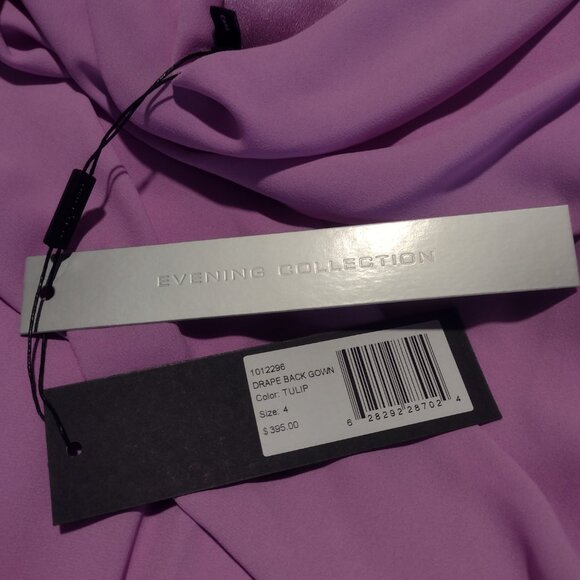 EVENING COLLECTION
1012296
DRAPE BACK GOWN
Color: TULIP
Size: 4
$395.00
6 28292 28702 4